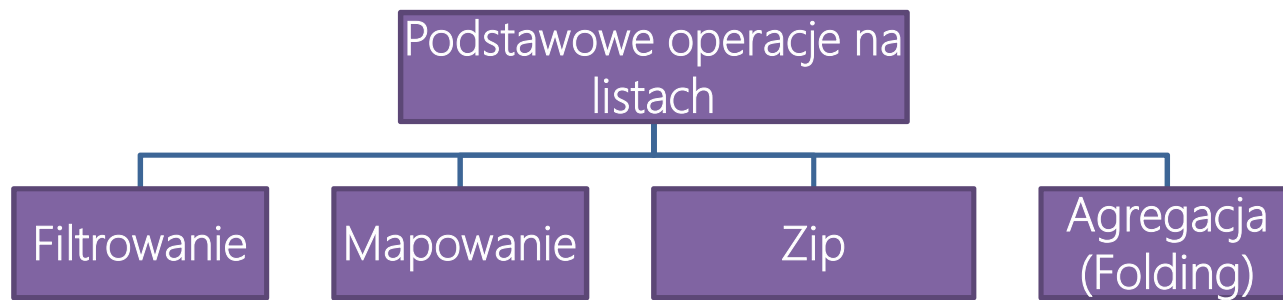 Podstawowe operacje na
listach
Filtrowanie
Mapowanie
Zip
Agregacja
(Folding)